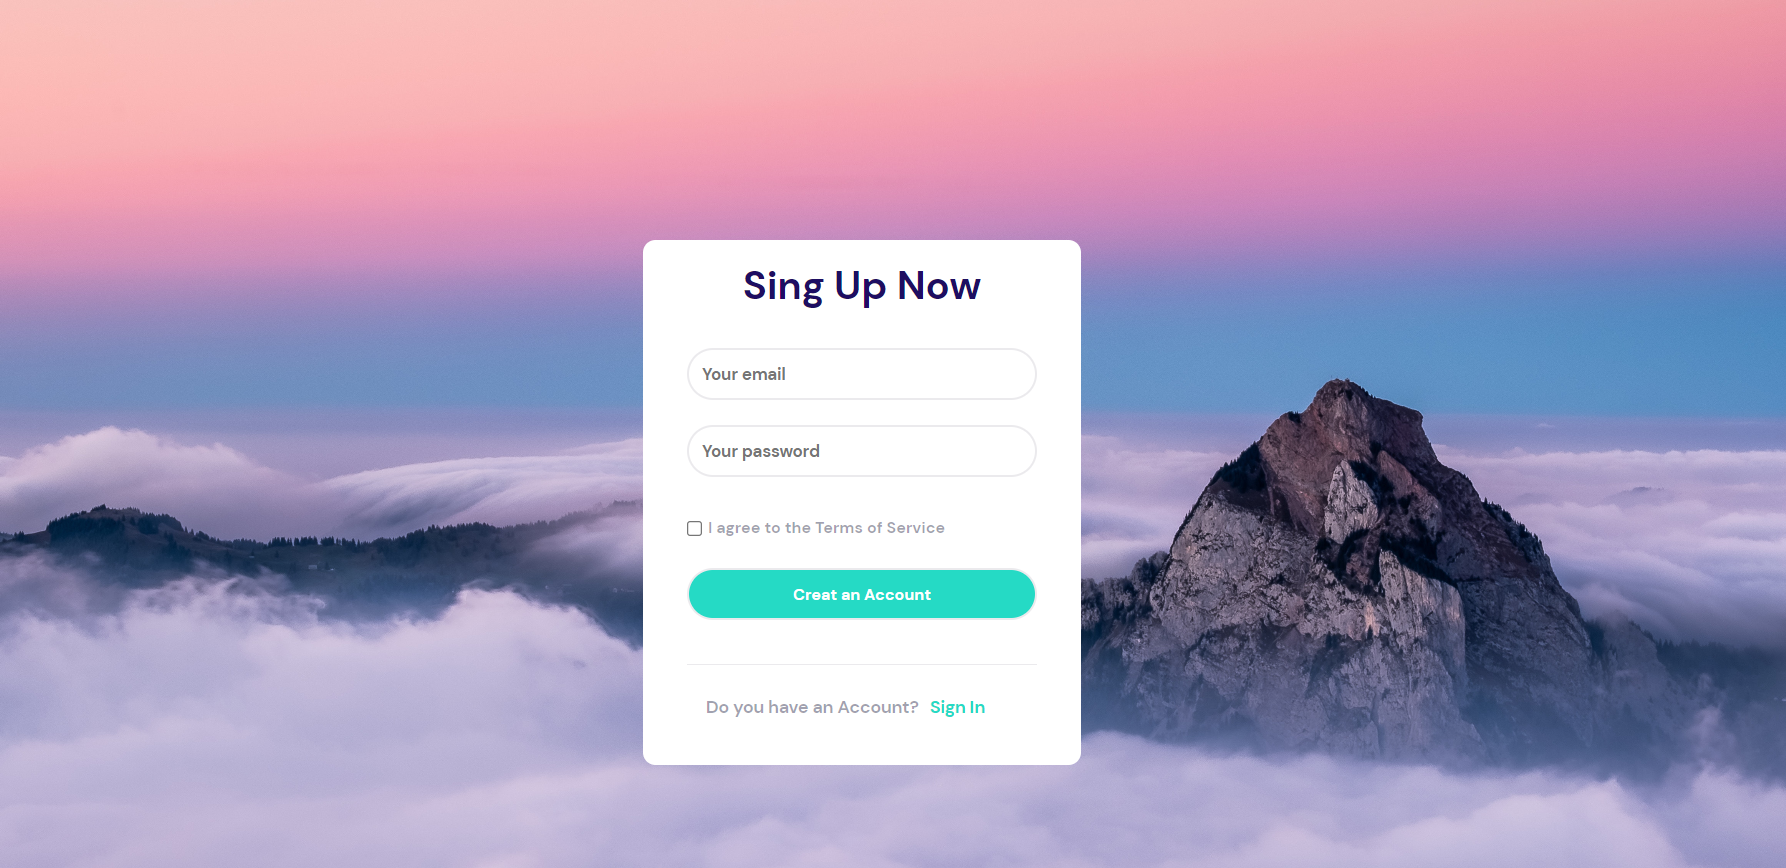 Sing Up Now
Your email
Your password
I agree to the Terms of Service
Creat an Account
Do you have an Account? Sign In